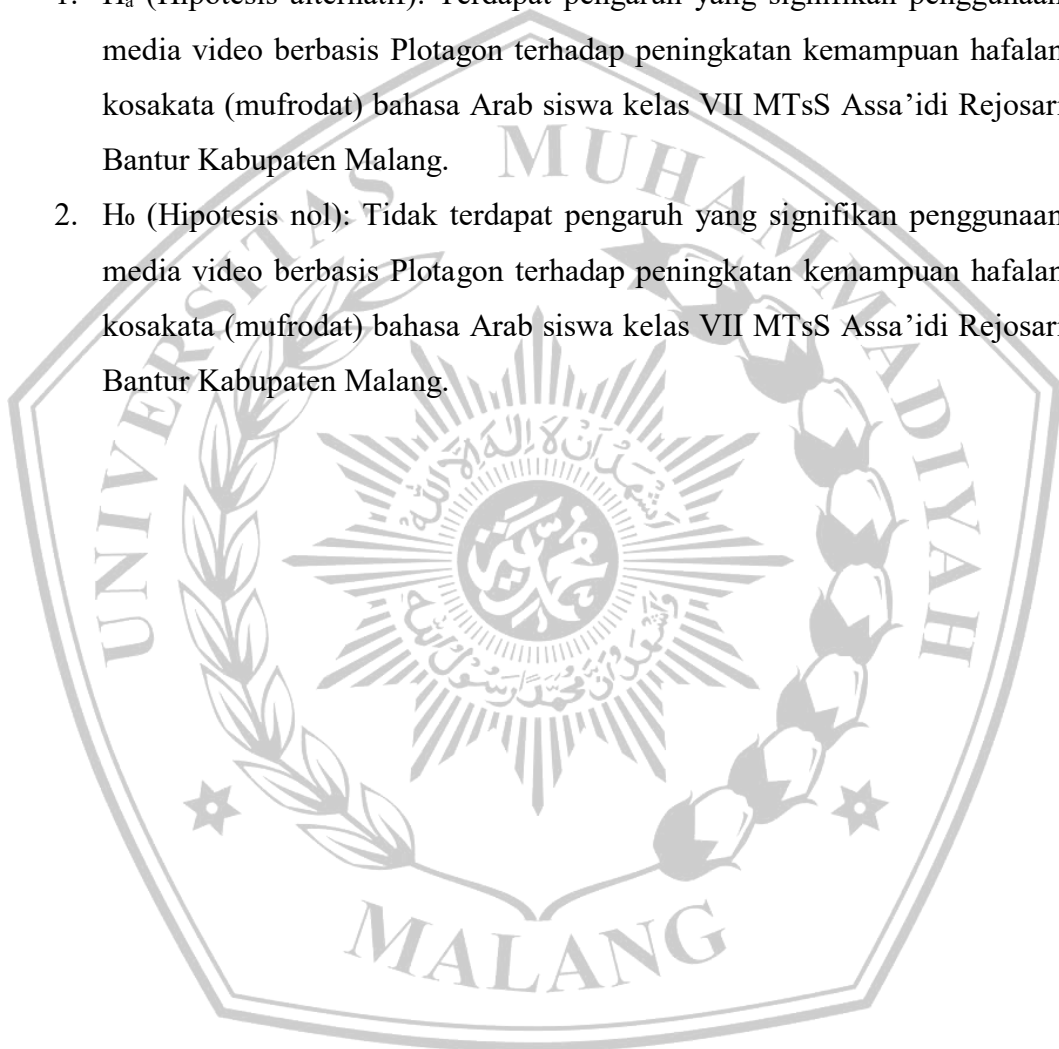 1. Hₐ (Hipotesis alternatif): Terdapat pengaruh yang signifikan penggunaan
media video berbasis Plotagon terhadap peningkatan kemampuan hafalan
kosakata (mufrodat) bahasa Arab siswa kelas VII MTsS Assa’idi Rejosari
Bantur Kabupaten Malang.
2. H₀ (Hipotesis nol): Tidak terdapat pengaruh yang signifikan penggunaan
media video berbasis Plotagon terhadap peningkatan kemampuan hafalan
kosakata (mufrodat) bahasa Arab siswa kelas VII MTsS Assa’idi Rejosari
Bantur Kabupaten Malang.
UNIVERSITAS MUHAMMADIYAH
MALANG